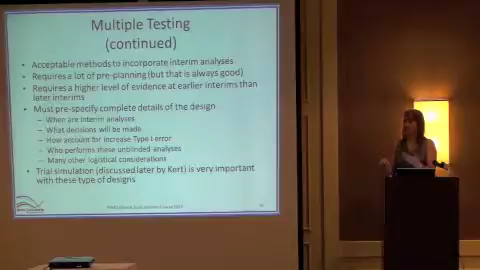 Multiple Testing
(continued)
• Acceptable methods to incorporate interim analyses
• Requires a lot of pre-planning (but that is always good)
• Requires a higher level of evidence at earlier interims than
later interims
• Must pre-specify complete details of the design
– When are interim analyses
– What decisions will be made
– How account for increase Type I error
– Who performs these unblinded analyses
– Many other logistical considerations
• Trial simulation (discussed later by Kert) is very important
with these type of designs